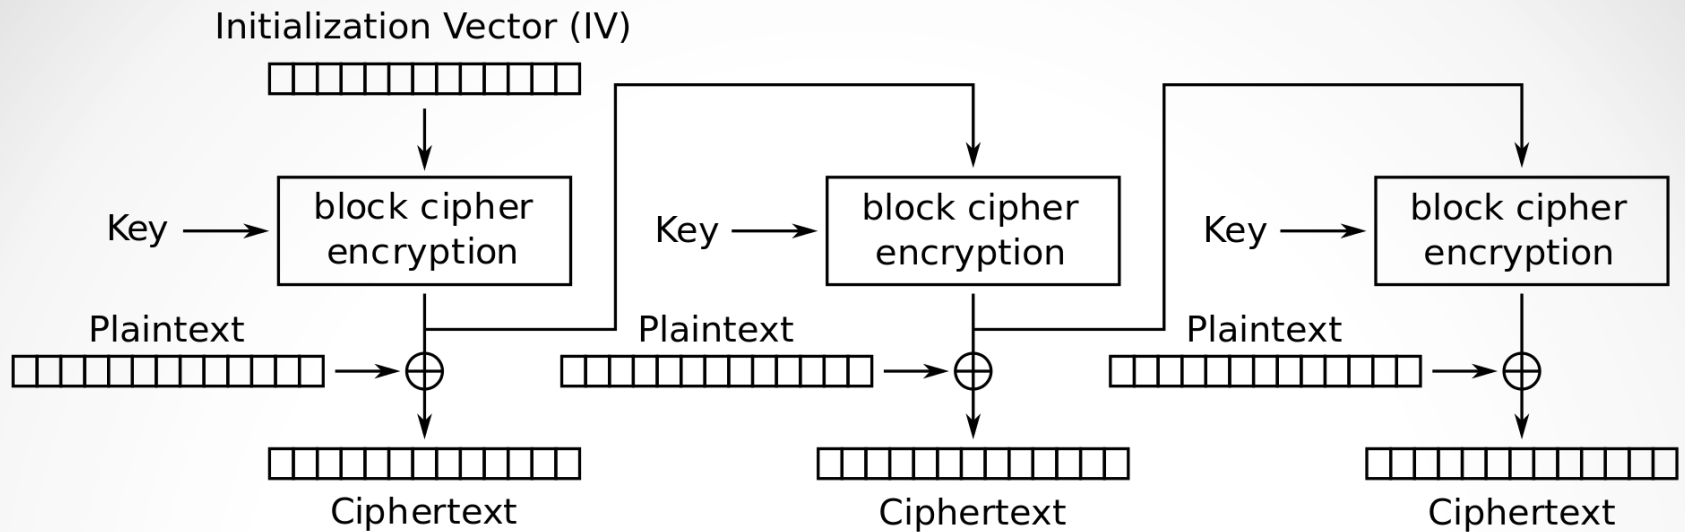 Initialization Vector (IV)
block cipher
encryption
Key
Plaintext
Ciphertext
block cipher
encryption
Key
Plaintext
Ciphertext
block cipher
encryption
Key
Plaintext
Ciphertext